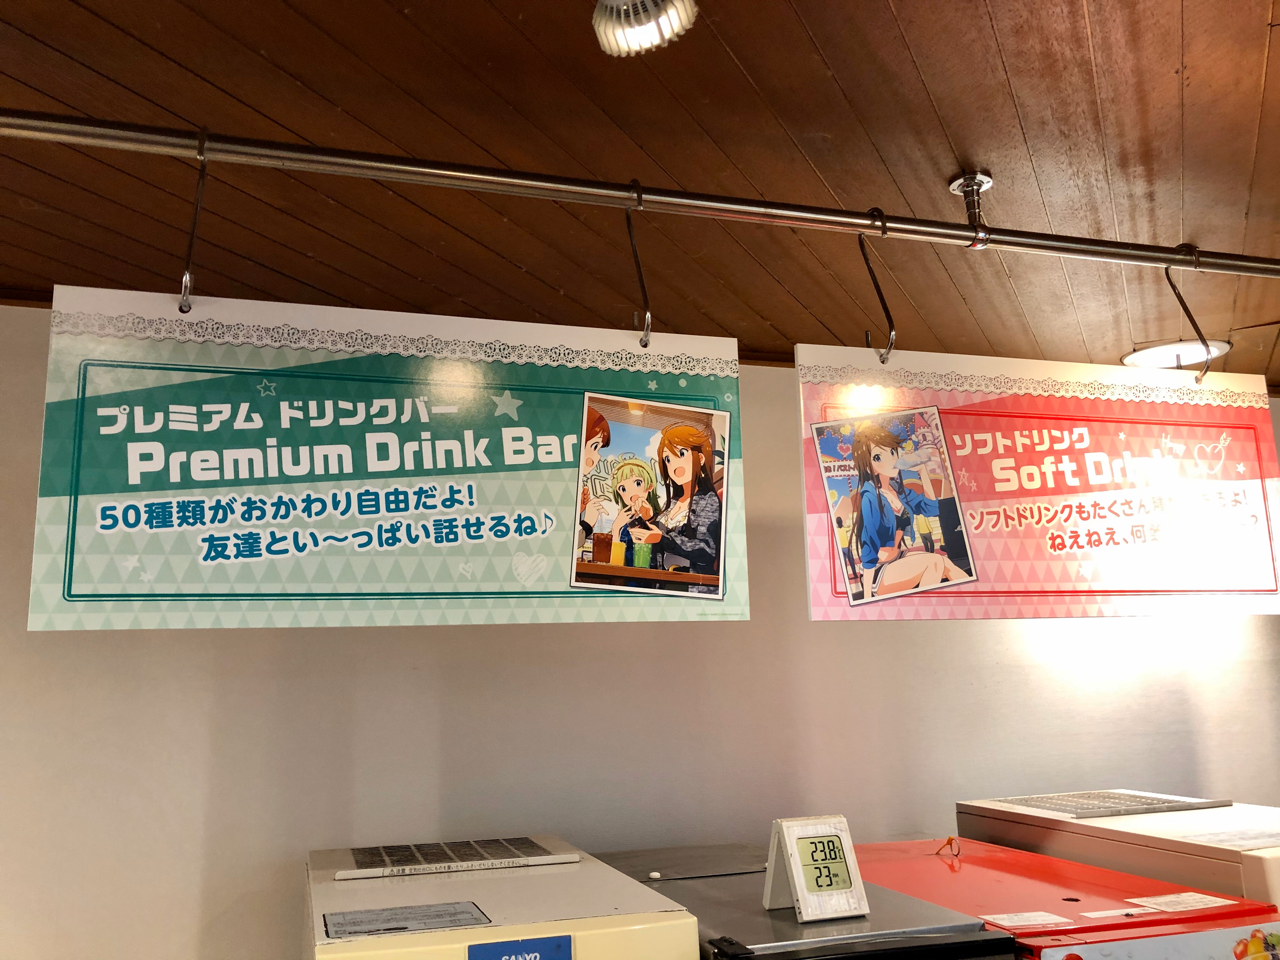 プレミアム ドリンクバー
Premium Drink Bar
50種類がおかわり自由だよ!
友達とい〜っぱい話せるね♪
ソフトドリンク
Soft Drink
ソフトドリンクもたくさん
ねえねえ、何
23.8℃
23
SANYO